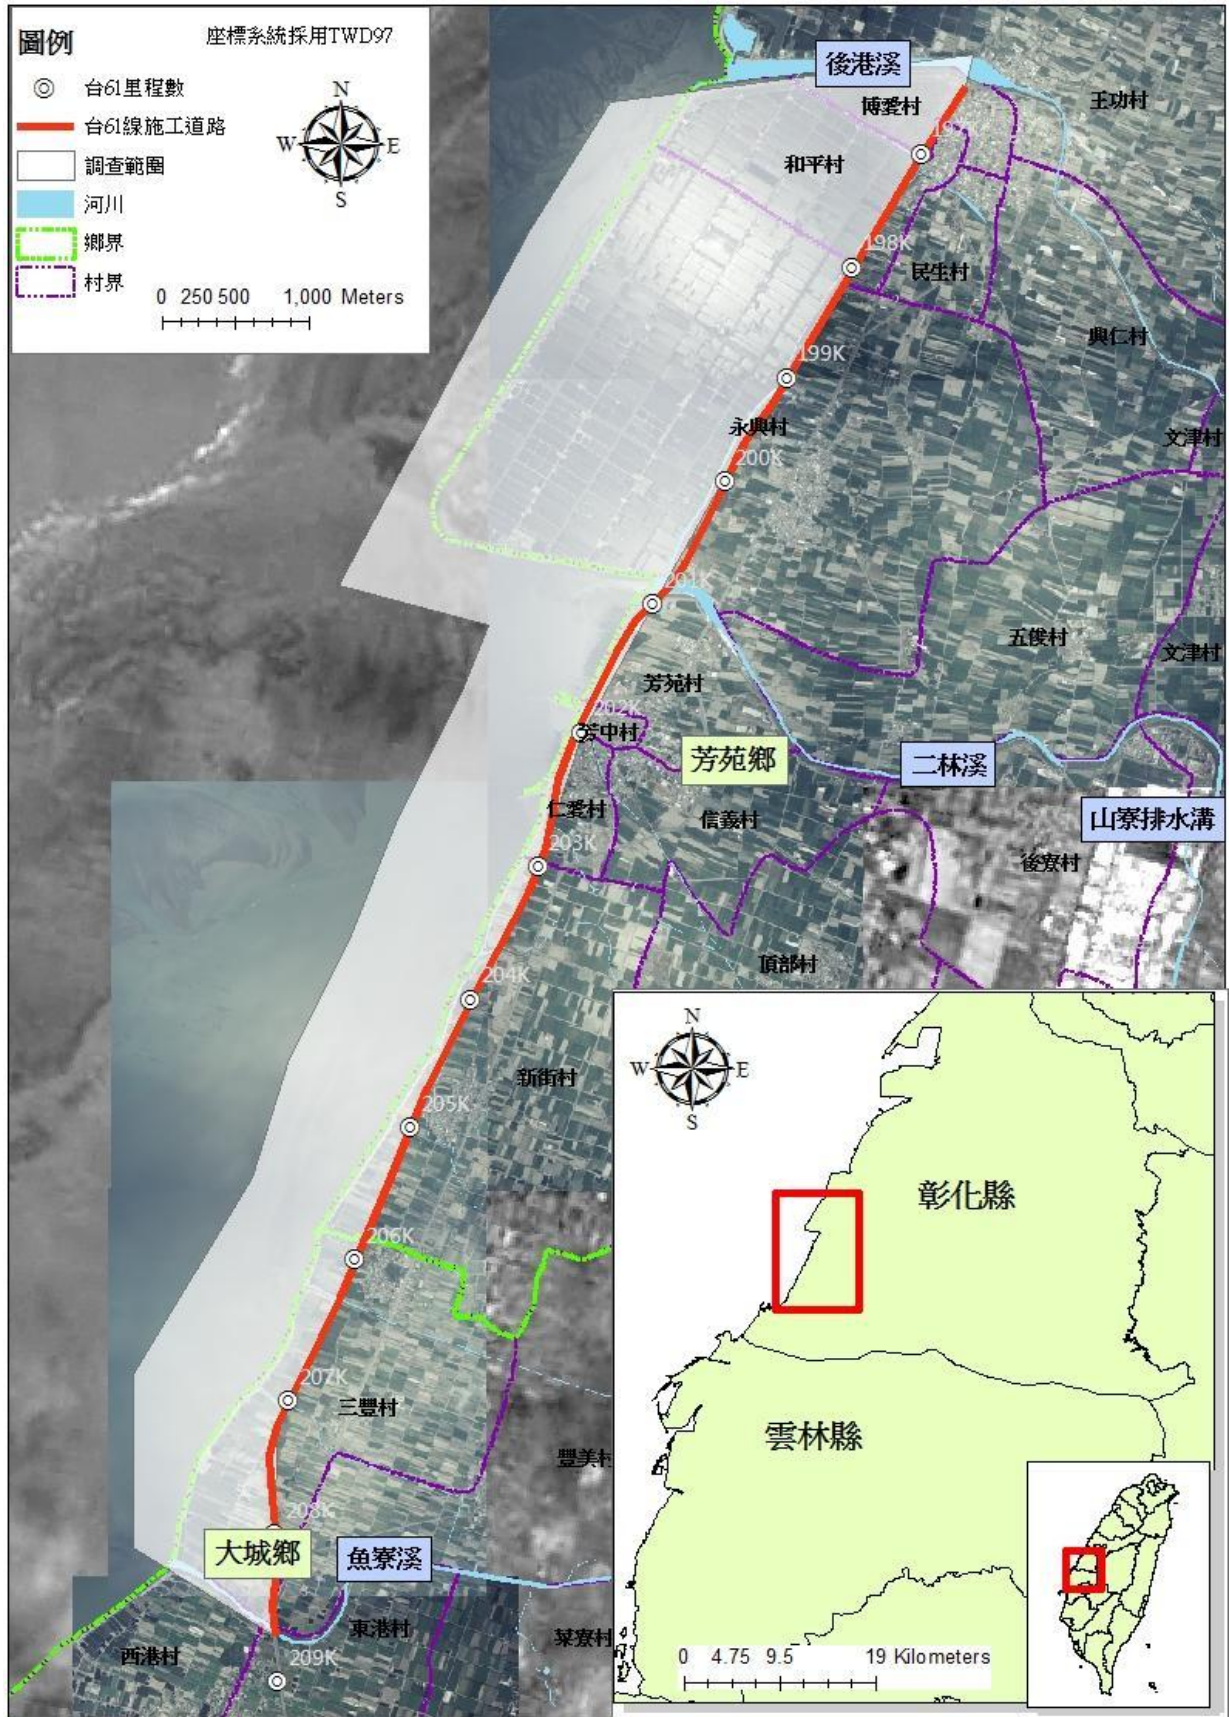 圖例
座標系統採用TWD97
台61里程數
台61線施工道路
調查範圍
河川
鄉界
村界
N
W
E
S
0 250 500 1,000 Meters
後港溪
博愛村
王功村
197K
和平村
198K
民生村
興仁村
199K
永興村
文津村
200K
201K
五俊村
文津村
芳苑村
202K
芳中村
芳苑鄉
二林溪
仁愛村
信義村
山寮排水溝
203K
後寮村
頂部村
204K
新街村
205K
206K
207K
三豐村
豐美村
208K
大城鄉
魚寮溪
東港村
西港村
菜寮村
209K
N
W
E
S
彰化縣
雲林縣
0 4.75 9.5 19 Kilometers